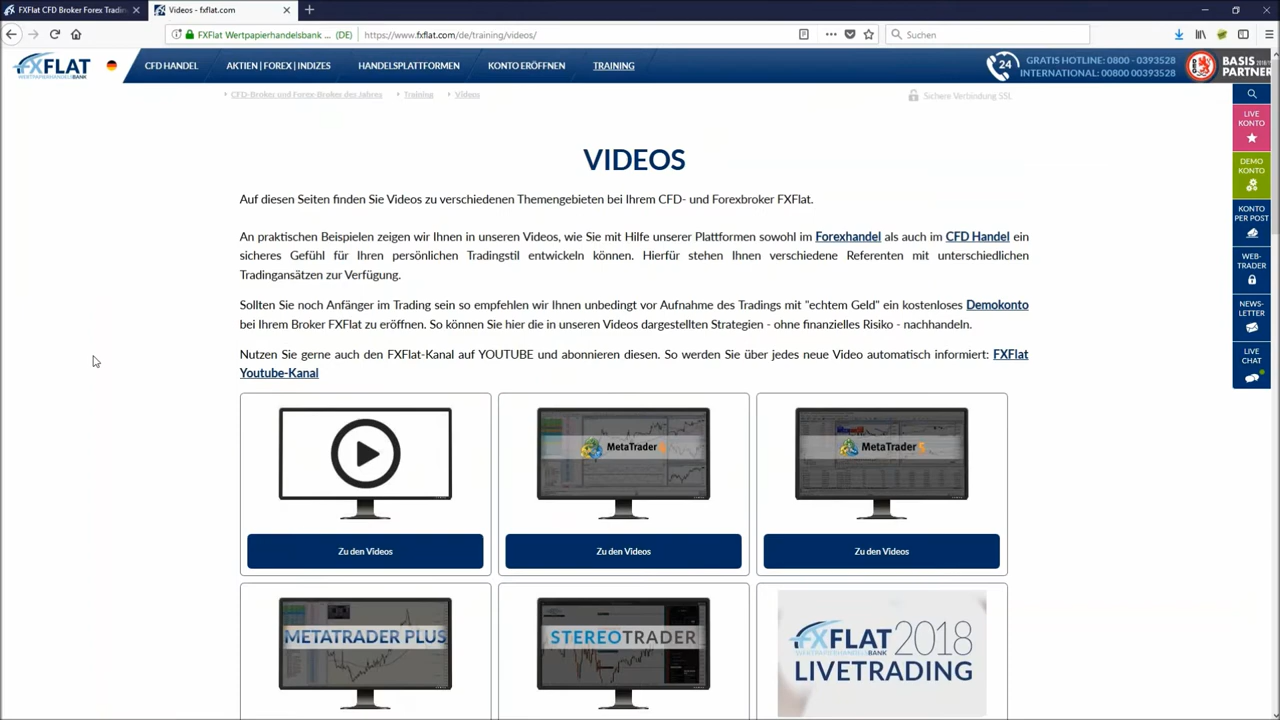 FXFlat CFD Broker Forex Tradin
Videos - fxflat.com
FXFlat Wertpapierhandelsbank ... (DE)
https://www.fxflat.com/de/training/videos/
Suchen
FXFLAT
WERTPAPIERHANDELSBANK
CFD HANDEL
AKTIEN | FOREX | INDIZES
HANDELSPLATTFORMEN
KONTO ERÖFFNEN
TRAINING
24
GRATIS HOTLINE: 0800 - 0393528
INTERNATIONAL: 00800 00393528
BASIS
PARTNER
CFD-Broker und Forex-Broker des Jahres
Training
Videos
Sichere Verbindung SSL
LIVE
KONTO
DEMO
KONTO
KONTO
PER POST
WEB-
TRADER
NEWS-
LETTER
LIVE
CHAT
VIDEOS
Auf diesen Seiten finden Sie Videos zu verschiedenen Themengebieten bei Ihrem CFD- und Forexbroker FXFlat.
An praktischen Beispielen zeigen wir Ihnen in unseren Videos, wie Sie mit Hilfe unserer Plattformen sowohl im Forexhandel als auch im CFD Handel ein
sicheres Gefühl für Ihren persönlichen Tradingstil entwickeln können. Hierfür stehen Ihnen verschiedene Referenten mit unterschiedlichen
Tradingansätzen zur Verfügung.
Sollten Sie noch Anfänger im Trading sein so empfehlen wir Ihnen unbedingt vor Aufnahme des Tradings mit "echtem Geld" ein kostenloses Demokonto
bei Ihrem Broker FXFlat zu eröffnen. So können Sie hier die in unseren Videos dargestellten Strategien - ohne finanzielles Risiko - nachhandeln.
Nutzen Sie gerne auch den FXFlat-Kanal auf YOUTUBE und abonnieren diesen. So werden Sie über jedes neue Video automatisch informiert: FXFlat
Youtube-Kanal
MetaTrader
MetaTrader 5
Zu den Videos
Zu den Videos
Zu den Videos
METATRADER PLUS
STEREOTRADER
FXFLAT 2018
WERTPAPIERHANDELSBANK
LIVETRADING